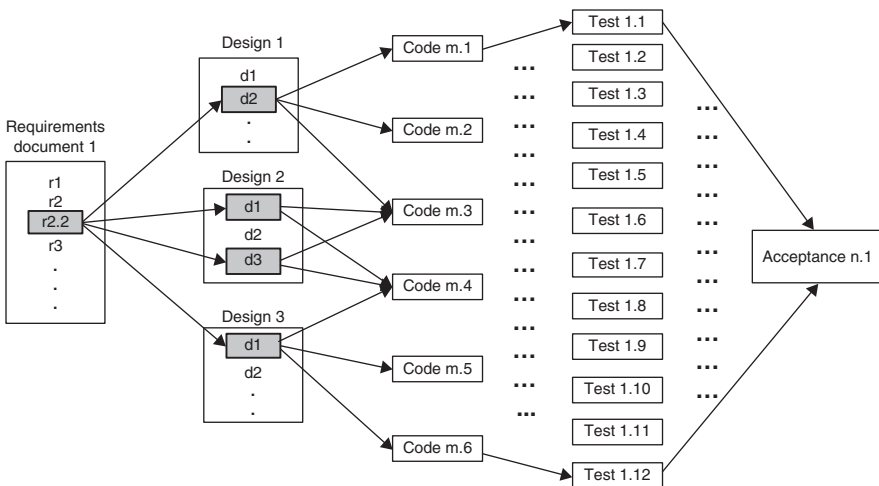 Requirements
document 1
r1
r2
r2.2
r3
.
.
.
Design 1
d1
d2
.
.
Design 2
d1
d2
d3
Design 3
d1
d2
.
.
Code m.1
Code m.2
Code m.3
Code m.4
Code m.5
Code m.6
...
...
...
...
...
...
...
...
...
...
...
...
Test 1.1
Test 1.2
Test 1.3
Test 1.4
Test 1.5
Test 1.6
Test 1.7
Test 1.8
Test 1.9
Test 1.10
Test 1.11
Test 1.12
...
...
...
...
...
...
...
...
...
...
...
Acceptance n.1